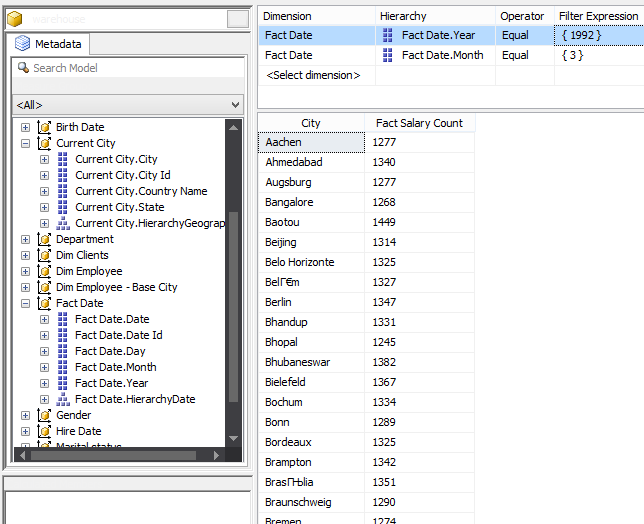 warehouse
Metadata
Search Model
<All>
Birth Date
Current City
Current City.City
Current City.City Id
Current City.Country Name
Current City.State
Current City.HierarchyGeograp
Department
Dim Clients
Dim Employee
Dim Employee - Base City
Fact Date
Fact Date.Date
Fact Date.Date Id
Fact Date.Day
Fact Date.Month
Fact Date.Year
Fact Date.HierarchyDate
Gender
Hire Date
Marital status
Dimension Hierarchy Operator Filter Expression
Fact Date Fact Date.Year Equal { 1992 }
Fact Date Fact Date.Month Equal { 3 }
<Select dimension>
City Fact Salary Count
Aachen 1277
Ahmedabad 1340
Augsburg 1277
Bangalore 1268
Baotou 1449
Beijing 1314
Belo Horizonte 1325
BelГ€m 1327
Berlin 1347
Bhandup 1331
Bhopal 1245
Bhubaneswar 1382
Bielefeld 1367
Bochum 1334
Bonn 1289
Bordeaux 1325
Brampton 1342
BrasГЊlia 1351
Braunschweig 1290
Bremen 1274